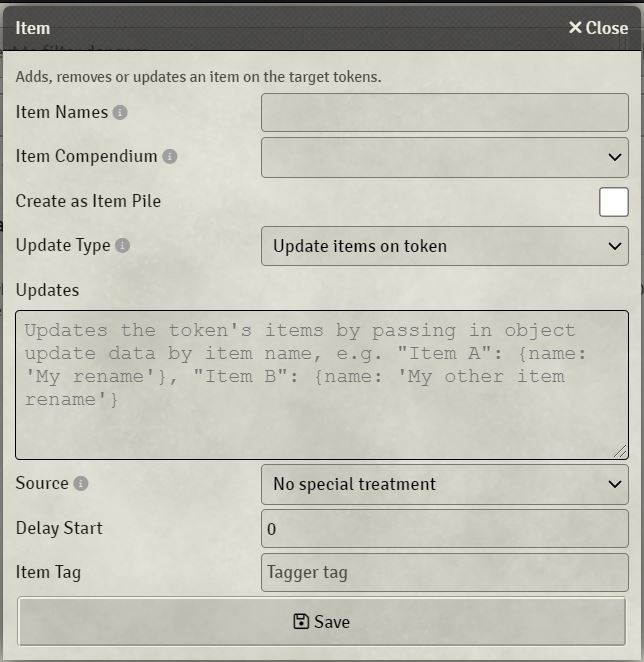 Item
Close
Adds, removes or updates an item on the target tokens.
Item Names
Item Compendium
Create as Item Pile
Update Type
Update items on token
Updates
Updates the token's items by passing in object
update data by item name, e.g. "Item A": {name:
'My rename'}, "Item B": {name: 'My other item
rename'}
Source
No special treatment
Delay Start
0
Item Tag
Tagger tag
Save